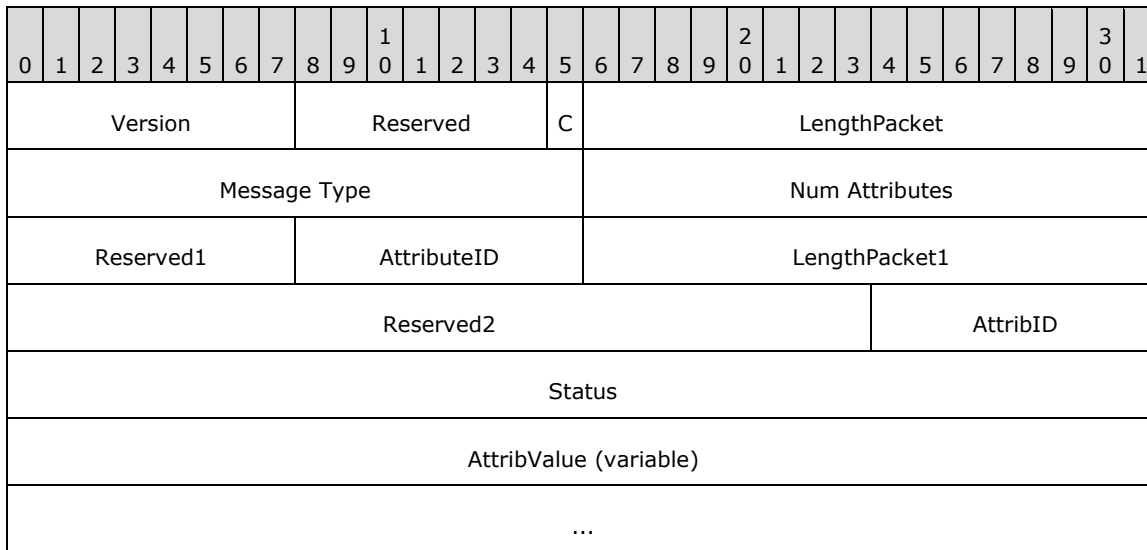 1 2 3
0 1 2 3 4 5 6 7 8 9 0 1 2 3 4 5 6 7 8 9 0 1 2 3 4 5 6 7 8 9 0 1
Version Reserved C LengthPacket
Message Type Num Attributes
Reserved1 AttributeID LengthPacket1
Reserved2 AttribID
Status
AttribValue (variable)
...